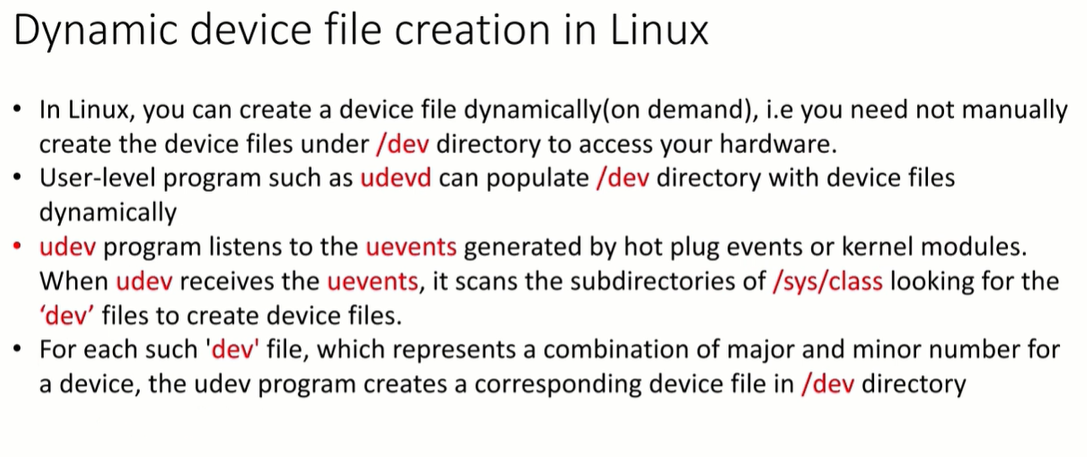 Dynamic device file creation in Linux
• In Linux, you can create a device file dynamically(on demand), i.e you need not manually
create the device files under /dev directory to access your hardware.
• User-level program such as udevd can populate /dev directory with device files
dynamically
• udev program listens to the uevents generated by hot plug events or kernel modules.
When udev receives the uevents, it scans the subdirectories of /sys/class looking for the
‘dev’ files to create device files.
• For each such 'dev' file, which represents a combination of major and minor number for
a device, the udev program creates a corresponding device file in /dev directory